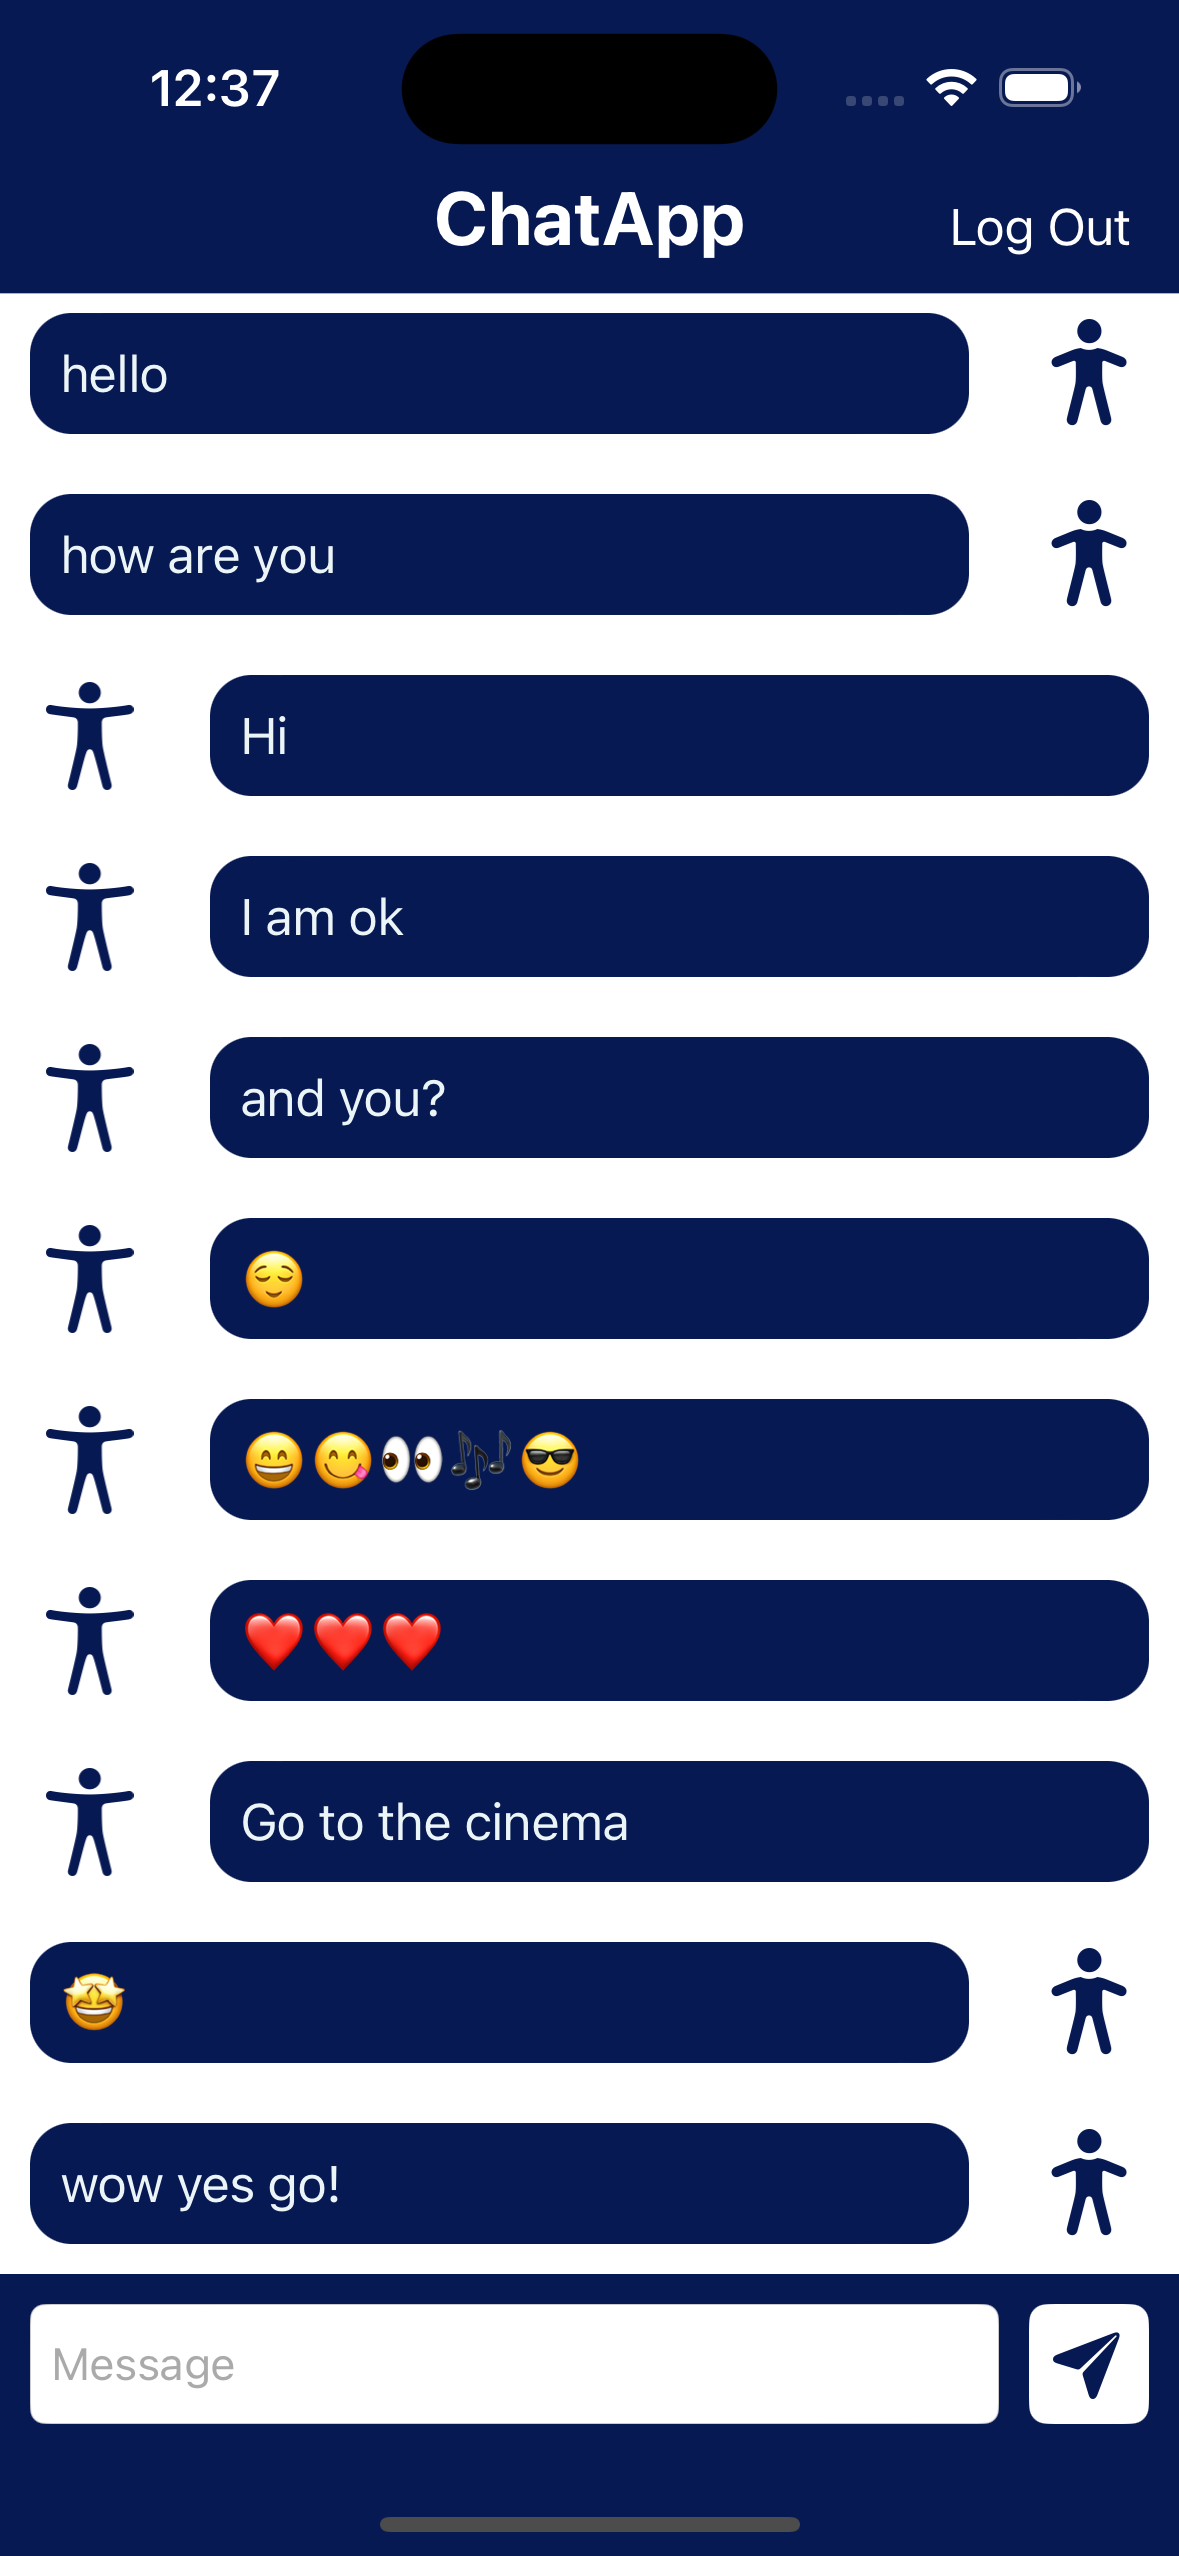 12:37
ChatApp
Log Out
hello
how are you
Hi
I am ok
and you?
😌
😄😋👀🎶😎
❤️❤️❤️
Go to the cinema
🤩
wow yes go!
Message